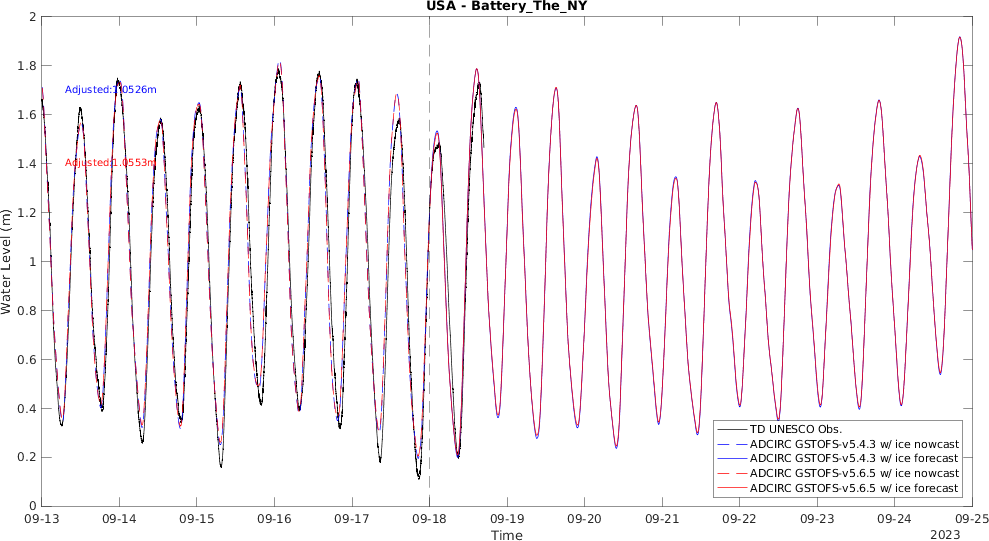 USA - Battery_The_NY
2
1.8
1.6
1.4
1.2
1
0.8
0.6
0.4
0.2
0
Water Level (m)
Adjusted:1.0526m
Adjusted:1.0553m
TD UNESCO Obs.
ADCIRC GSTOFS-v5.4.3 w/ ice nowcast
ADCIRC GSTOFS-v5.4.3 w/ ice forecast
ADCIRC GSTOFS-v5.6.5 w/ ice nowcast
ADCIRC GSTOFS-v5.6.5 w/ ice forecast
09-13 09-14 09-15 09-16 09-17 09-18 09-19 09-20 09-21 09-22 09-23 09-24 09-25
Time
2023